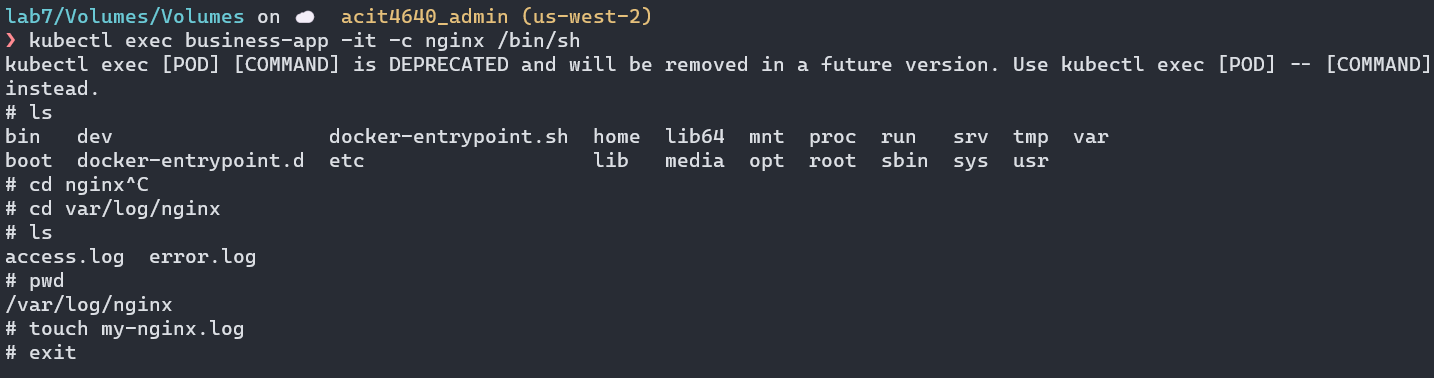 lab7/Volumes/Volumes on ☁ acit4640_admin (us-west-2)
❯ kubectl exec business-app -it -c nginx /bin/sh
kubectl exec [POD] [COMMAND] is DEPRECATED and will be removed in a future version. Use kubectl exec [POD] -- [COMMAND]
instead.
# ls
bin   dev                  docker-entrypoint.sh  home  lib64  mnt  proc  run   srv  tmp  var
boot  docker-entrypoint.d  etc                   lib   media  opt  root  sbin  sys  usr
# cd nginx^C
# cd var/log/nginx
# ls
access.log  error.log
# pwd
/var/log/nginx
# touch my-nginx.log
# exit